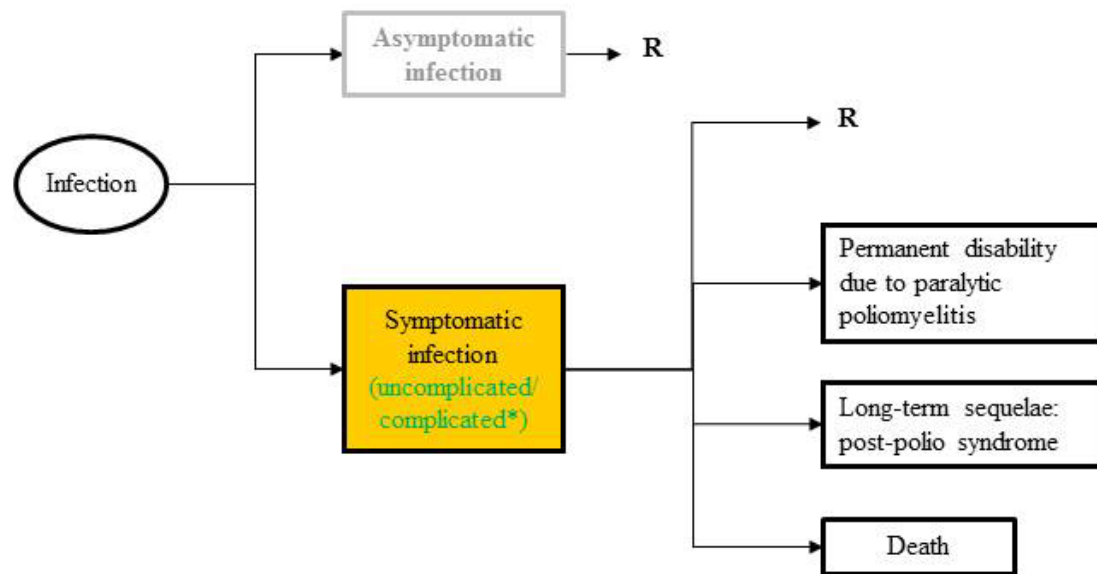 Asymptomatic
infection
R
R
Infection
Permanent disability
due to paralytic
poliomyelitis
Symptomatic
infection
(uncomplicated/
complicated*)
Long-term sequelae:
post-polio syndrome
Death